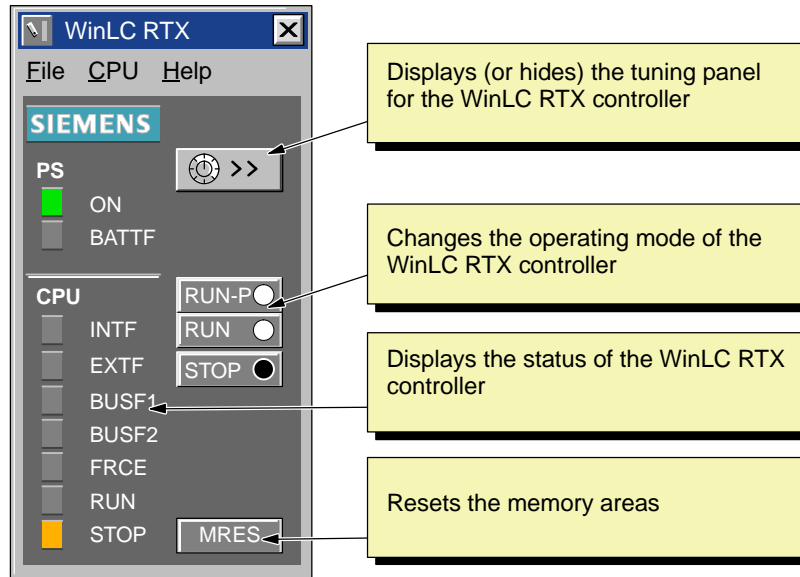 WinLC RTX
File CPU Help
SIEMENS
>>
PS
ON
BATTF
CPU
RUN-P
INTF
RUN
EXTF
STOP
BUSF1
BUSF2
FRCE
RUN
STOP
MRES
Displays (or hides) the tuning panel
for the WinLC RTX controller
Changes the operating mode of the
WinLC RTX controller
Displays the status of the WinLC RTX
controller
Resets the memory areas